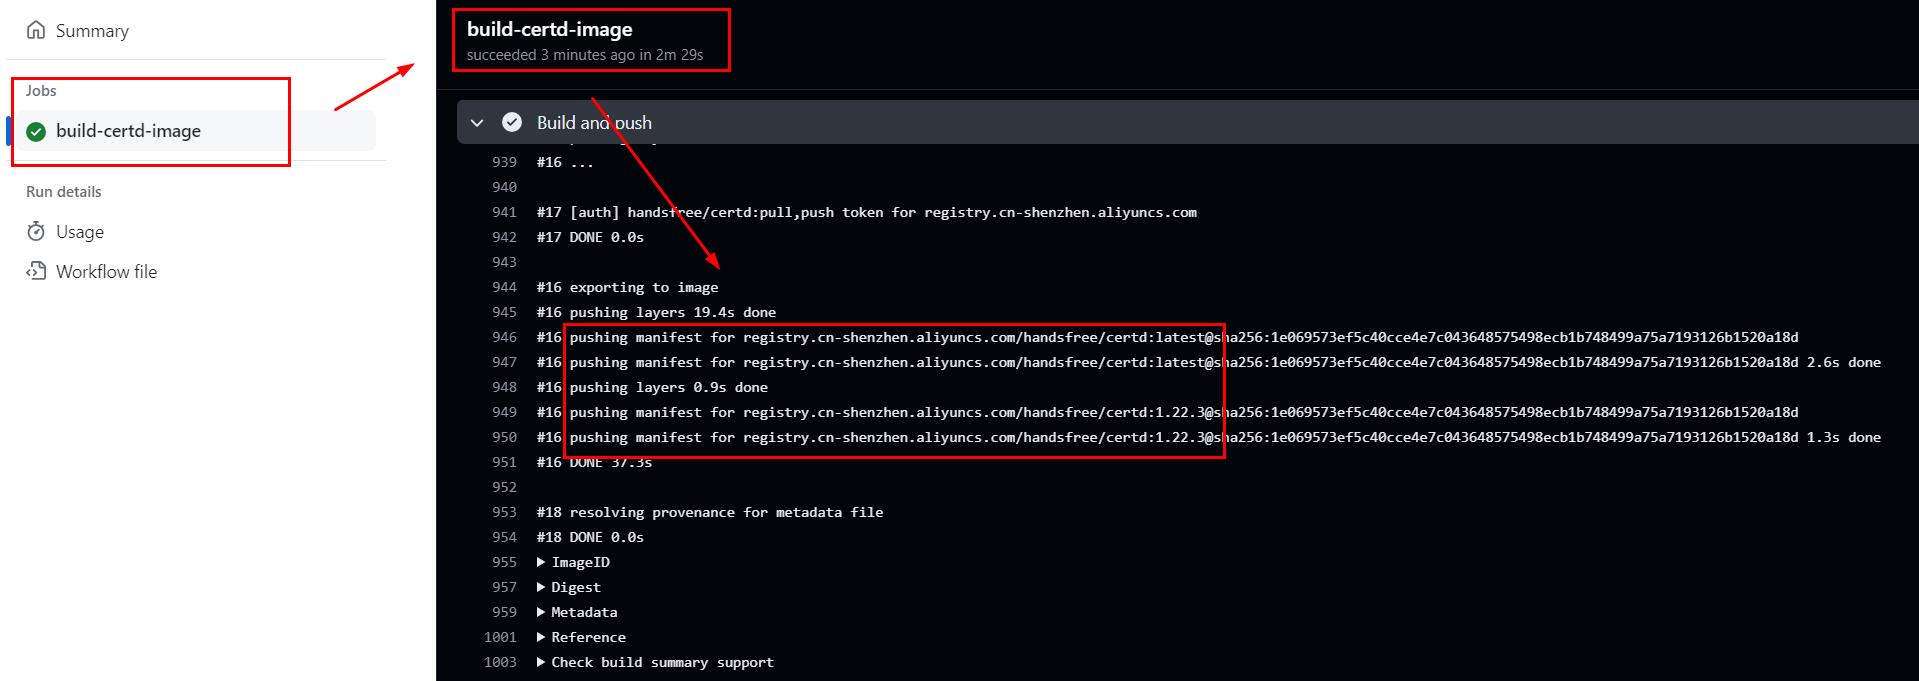 Summary
Jobs
build-certd-image
Run details
Usage
Workflow file
build-certd-image
succeeded 3 minutes ago in 2m 29s
Build and push
939 #16 ...
940
941 #17 [auth] handsfree/certd:pull,push token for registry.cn-shenzhen.aliyuncs.com
942 #17 DONE 0.0s
943
944 #16 exporting to image
945 #16 pushing layers 19.4s done
946 #16 pushing manifest for registry.cn-shenzhen.aliyuncs.com/handsfree/certd:latest@sha256:1e069573ef5c40cce4e7c043648575498ecb1b748499a75a7193126b1520a18d
947 #16 pushing manifest for registry.cn-shenzhen.aliyuncs.com/handsfree/certd:latest@sha256:1e069573ef5c40cce4e7c043648575498ecb1b748499a75a7193126b1520a18d 2.6s done
948 #16 pushing layers 0.9s done
949 #16 pushing manifest for registry.cn-shenzhen.aliyuncs.com/handsfree/certd:1.22.3@sha256:1e069573ef5c40cce4e7c043648575498ecb1b748499a75a7193126b1520a18d
950 #16 pushing manifest for registry.cn-shenzhen.aliyuncs.com/handsfree/certd:1.22.3@sha256:1e069573ef5c40cce4e7c043648575498ecb1b748499a75a7193126b1520a18d 1.3s done
951 #16 DONE 37.3s
952
953 #18 resolving provenance for metadata file
954 #18 DONE 0.0s
955 ImageID
957 Digest
959 Metadata
1001 Reference
1003 Check build summary support